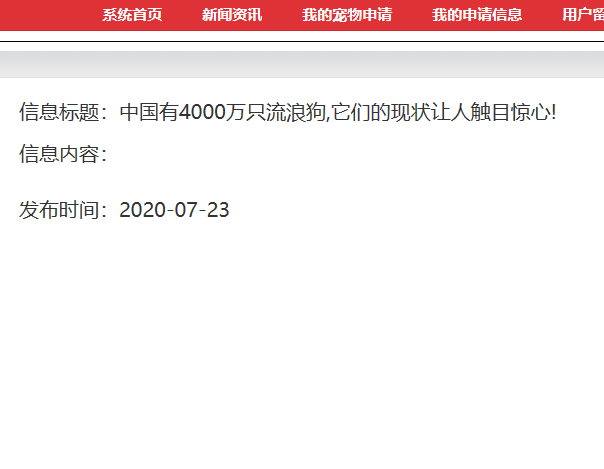 系统首页 新闻资讯 我的宠物申请 我的申请信息 用户留
信息标题：中国有4000万只流浪狗,它们的现状让人触目惊心!
信息内容：
发布时间：2020-07-23